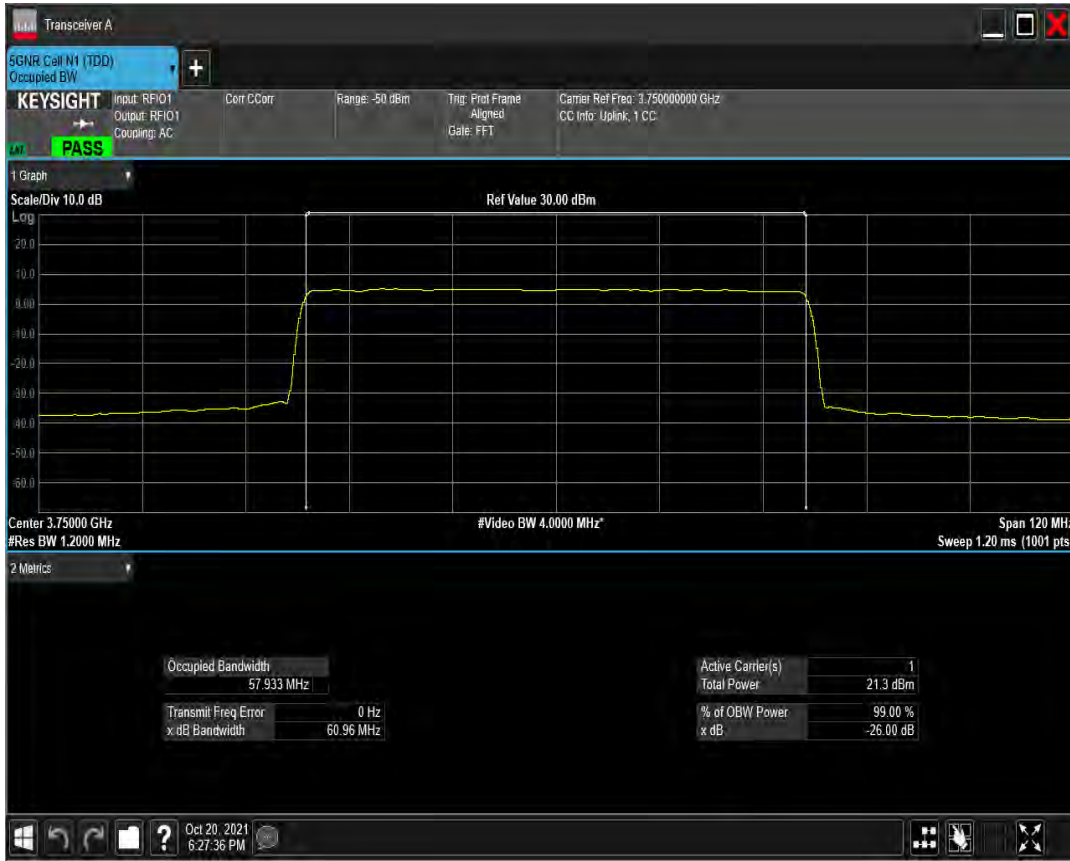 Transceiver A
5GNR Cell N1 (TDD)
Occupied BW
+
KEYSIGHT
Input: RFIO1
Output: RFIO1
Coupling: AC
Corr CCorr
Range: -50 dBm
Trig: Prot Frame
Aligned
Gate: FFT
Carrier Ref Freq: 3.750000000 GHz
CC Info: Uplink, 1 CC
PASS
1 Graph
Scale/Div 10.0 dB
Ref Value 30.00 dBm
Log
20.0
10.0
0.00
-10.0
-20.0
-30.0
-40.0
-50.0
-60.0
Center 3.75000 GHz
#Video BW 4.0000 MHz*
Span 120 MHz
#Res BW 1.2000 MHz
Sweep 1.20 ms (1001 pts
2 Metrics
Occupied Bandwidth
57.933 MHz
Transmit Freq Error 0 Hz
x dB Bandwidth 60.96 MHz
Active Carrier(s) 1
Total Power 21.3 dBm
% of OBW Power 99.00 %
x dB -26.00 dB
?
Oct 20, 2021
6:27:36 PM